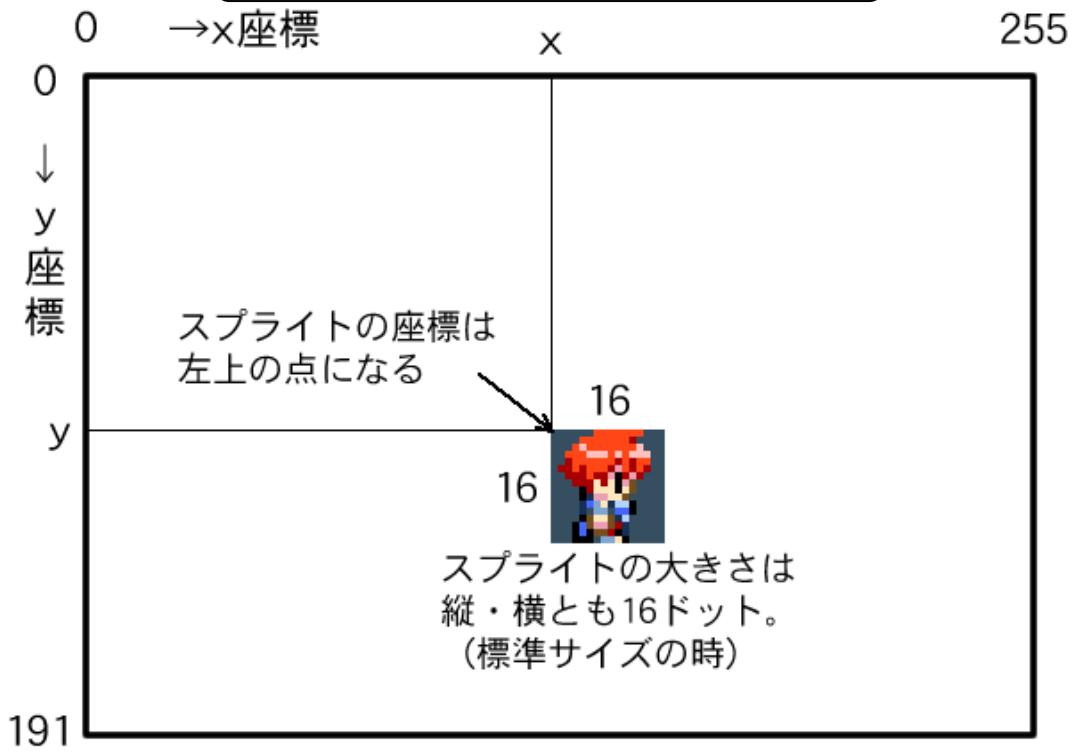 0 →x座標 x 255
0
↓
y
座
標
スプライトの座標は
左上の点になる
16
y
16
スプライトの大きさは
縦・横とも16ドット。
（標準サイズの時）
191